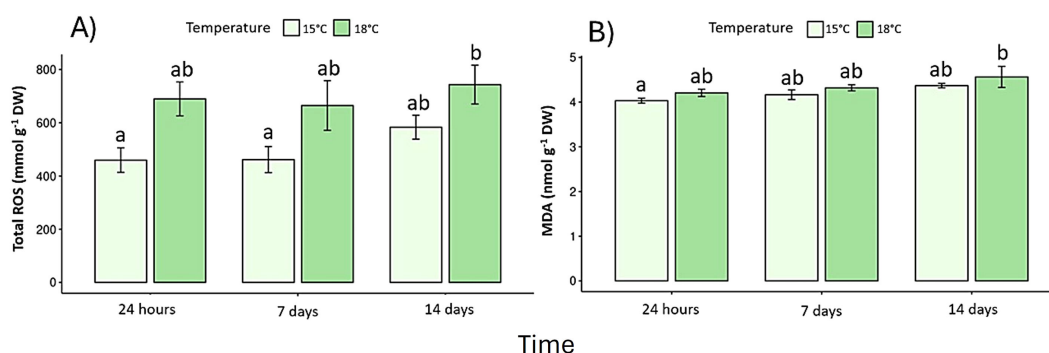 A)
Temperature 15°C 18°C
Total ROS (mmol g⁻¹ DW)
800
600
400
200
0
a ab a ab ab b
24 hours 7 days 14 days
B)
Temperature 15°C 18°C
MDA (nmol g⁻¹ DW)
5
4
3
2
1
0
a ab ab ab ab b
24 hours 7 days 14 days
Time